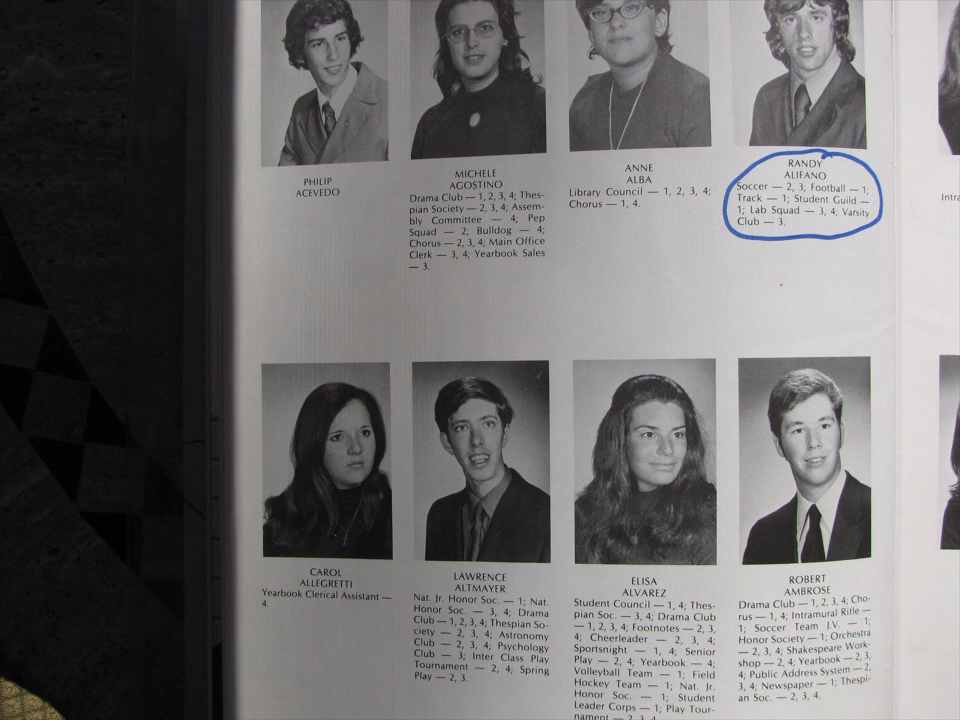 PHILIP
ACEVEDO
MICHELE
AGOSTINO
Drama Club — 1, 2, 3, 4; Thes-
pian Society — 2, 3, 4; Assem-
bly Committee — 4; Pep
Squad — 2; Bulldog — 4;
Chorus — 2, 3, 4; Main Office
Clerk — 3, 4; Yearbook Sales
— 3.
ANNE
ALBA
Library Council — 1, 2, 3, 4;
Chorus — 1, 4.
RANDY
ALIFANO
Soccer — 2, 3; Football — 1;
Track — 1; Student Guild —
1; Lab Squad — 3, 4; Varsity
Club — 3.
Intra
CAROL
ALLEGRETTI
Yearbook Clerical Assistant —
4.
LAWRENCE
ALTMAYER
Nat. Jr. Honor Soc. — 1; Nat.
Honor Soc. — 3, 4; Drama
Club — 1, 2, 3, 4; Thespian So-
ciety — 2, 3, 4; Astronomy
Club — 2, 3, 4; Psychology
Club — 3; Inter Class Play
Tournament — 2, 4; Spring
Play — 2, 3.
ELISA
ALVAREZ
Student Council — 1, 4; Thes-
pian Soc. — 3, 4; Drama Club
— 1, 2, 3, 4; Footnotes — 2, 3,
4; Cheerleader — 2, 3, 4;
Sportsnight — 1, 4; Senior
Play — 2, 4; Yearbook — 4;
Volleyball Team — 1; Field
Hockey Team — 1; Nat. Jr.
Honor Soc. — 1; Student
Leader Corps — 1; Play Tour-
nament — 2, 3, 4.
ROBERT
AMBROSE
Drama Club — 1, 2, 3, 4; Cho-
rus — 1, 4; Intramural Rifle —
1; Soccer Team J.V. — 1;
Honor Society — 1; Orchestra
— 2, 3, 4; Shakespeare Work-
shop — 2, 4; Yearbook — 2, 3,
4; Public Address System — 2,
3, 4; Newspaper — 1; Thespi-
an Soc. — 2, 3, 4.